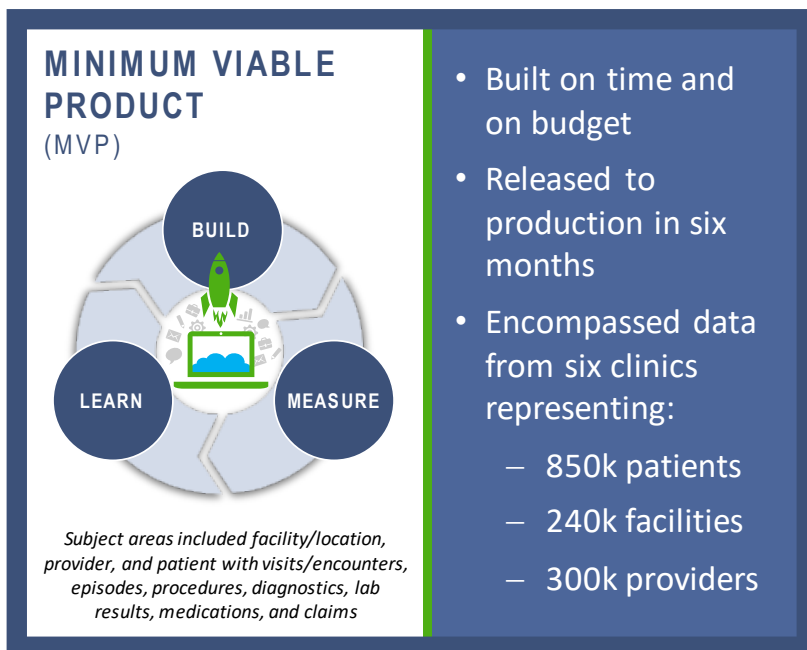 MINIMUM VIABLE
PRODUCT
(MVP)
BUILD
LEARN
MEASURE
Subject areas included facility/location,
provider, and patient with visits/encounters,
episodes, procedures, diagnostics, lab
results, medications, and claims
• Built on time and
on budget
• Released to
production in six
months
• Encompassed data
from six clinics
representing:
– 850k patients
– 240k facilities
– 300k providers